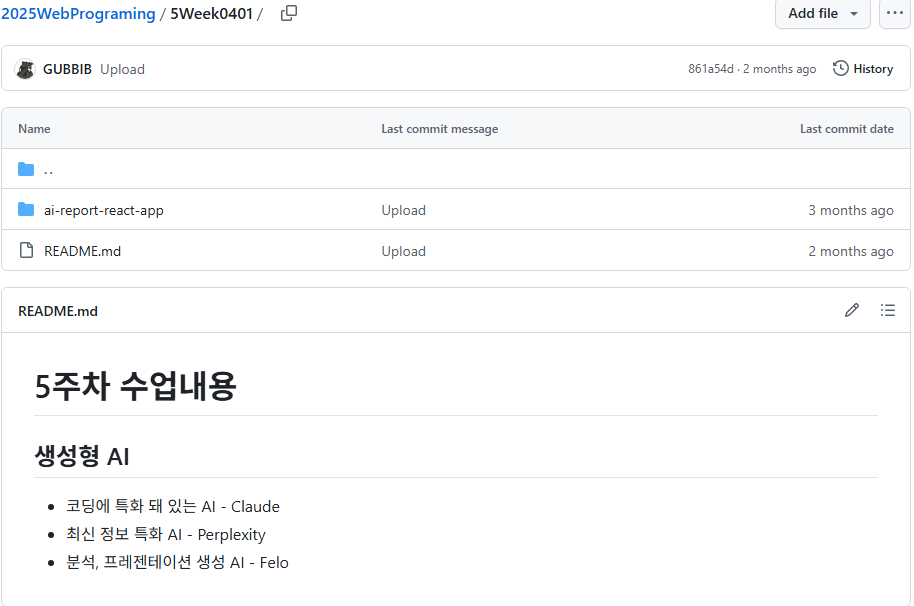 2025WebPrograming / 5Week0401 /
Add file
GUBBIB Upload 861a54d · 2 months ago History
Name Last commit message Last commit date
..
ai-report-react-app Upload 3 months ago
README.md Upload 2 months ago
README.md
5주차 수업내용
생성형 AI
• 코딩에 특화 돼 있는 AI - Claude
• 최신 정보 특화 AI - Perplexity
• 분석, 프레젠테이션 생성 AI - Felo